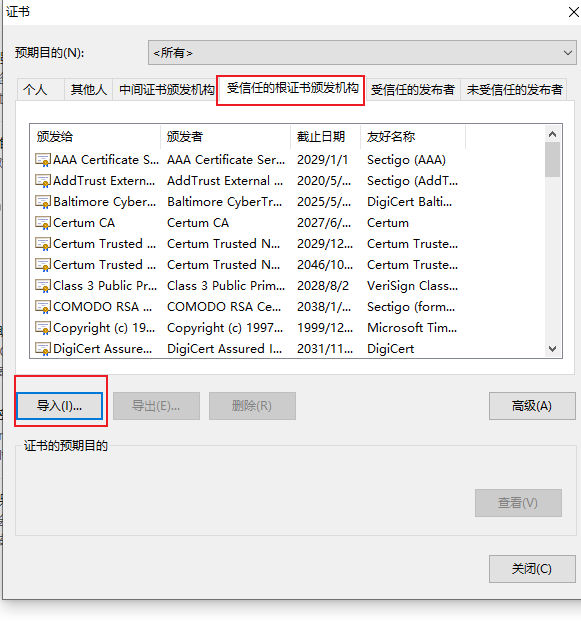 证书
预期目的(N): <所有>
个人 其他人 中间证书颁发机构 受信任的根证书颁发机构 受信任的发布者 未受信任的发布者
颁发给 颁发者 截止日期 友好名称
AAA Certificate S... AAA Certificate Ser... 2029/1/1 Sectigo (AAA)
AddTrust Extern... AddTrust External ... 2020/5/... Sectigo (AddT...
Baltimore Cyber... Baltimore CyberTr... 2025/5/... DigiCert Balti...
Certum CA Certum CA 2027/6/... Certum
Certum Trusted ... Certum Trusted N... 2029/12... Certum Truste...
Certum Trusted ... Certum Trusted N... 2046/10... Certum Truste...
Class 3 Public Pr... Class 3 Public Prim... 2028/8/2 VeriSign Class...
COMODO RSA ... COMODO RSA Ce... 2038/1/... Sectigo (form...
Copyright (c) 19... Copyright (c) 1997... 1999/12... Microsoft Tim...
DigiCert Assure... DigiCert Assured I... 2031/11... DigiCert
导入(I)... 导出(E)... 删除(R) 高级(A)
证书的预期目的
查看(V)
关闭(C)